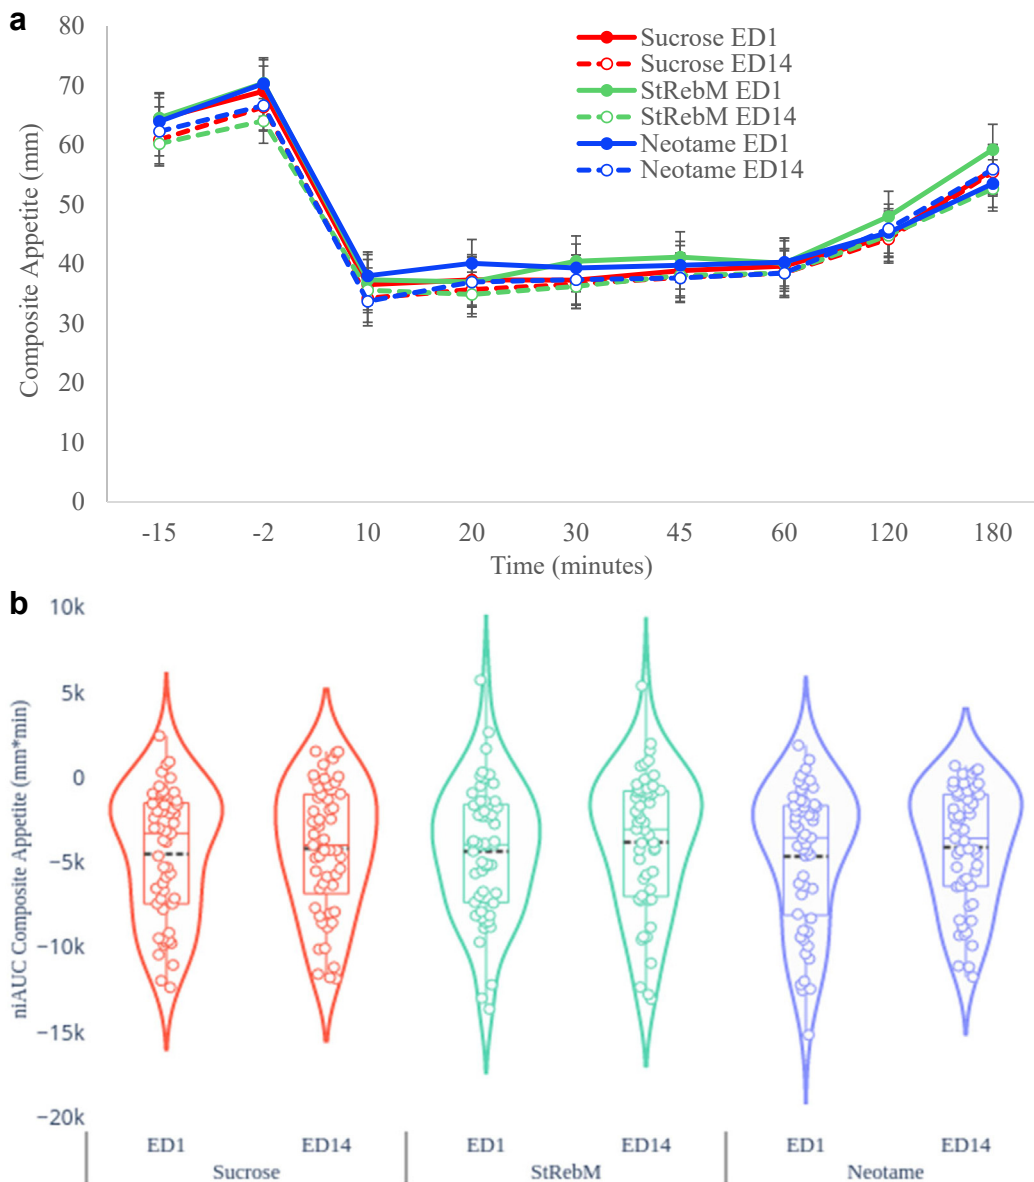 a
80
70
60
50
40
30
20
10
0
Composite Appetite (mm)
Sucrose ED1
Sucrose ED14
StRebM ED1
StRebM ED14
Neotame ED1
Neotame ED14
-15 -2 10 20 30 45 60 120 180
Time (minutes)
b
10k
5k
0
−5k
−10k
−15k
−20k
niAUC Composite Appetite (mm*min)
ED1 ED14 ED1 ED14 ED1 ED14
Sucrose StRebM Neotame